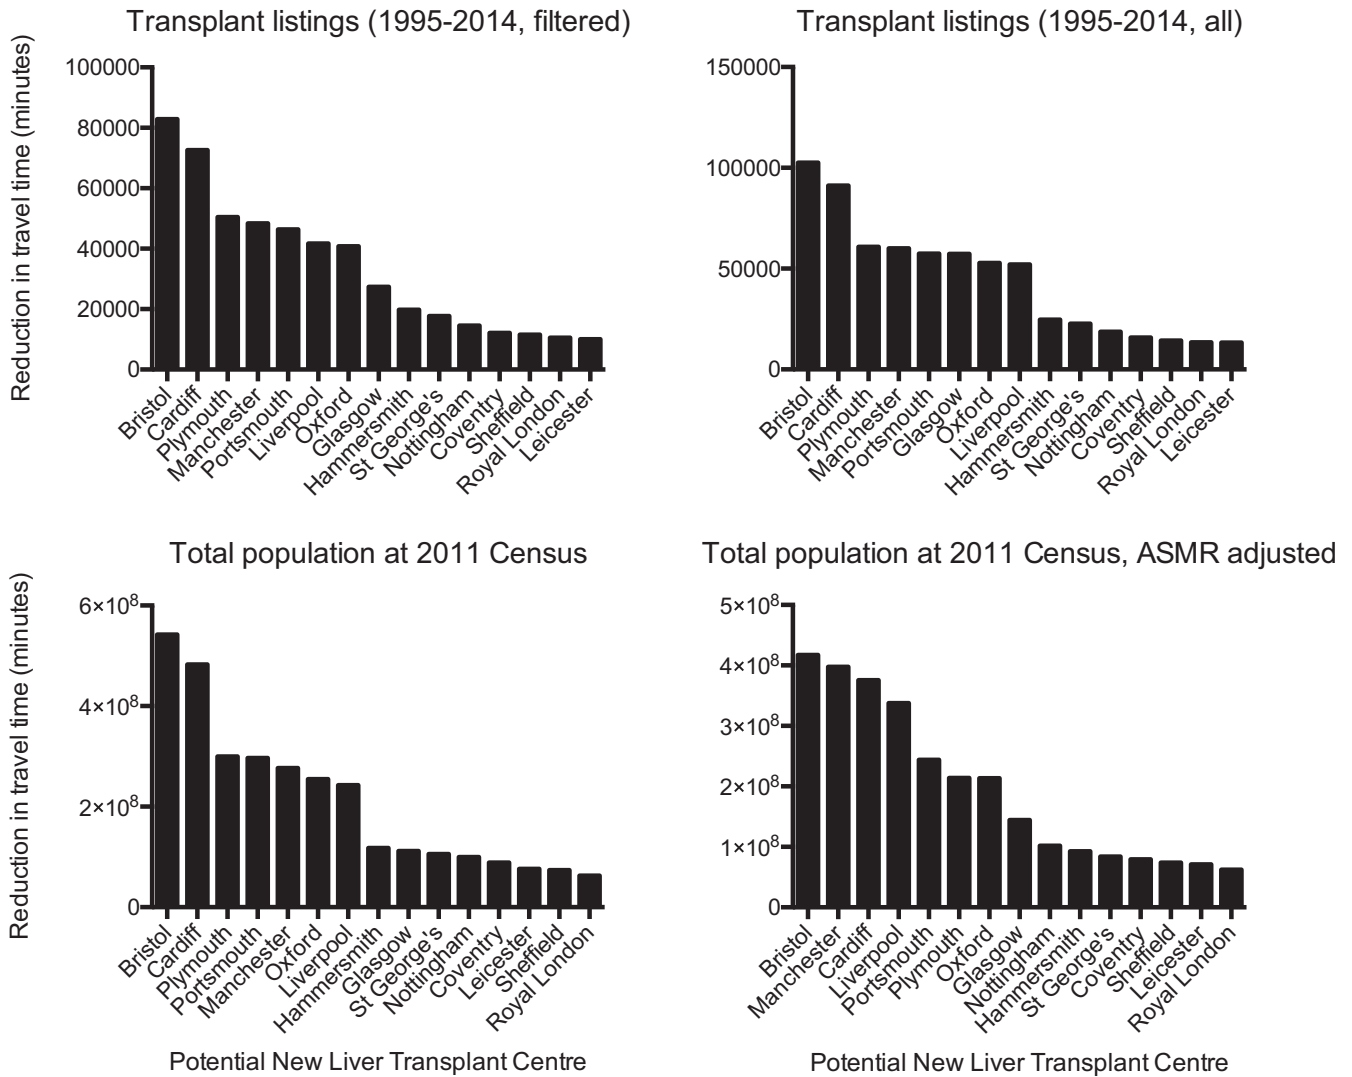 Transplant listings (1995-2014, filtered)
Reduction in travel time (minutes)
100000
80000
60000
40000
20000
0
Bristol
Cardiff
Plymouth
Manchester
Portsmouth
Liverpool
Oxford
Glasgow
Hammersmith
St George's
Nottingham
Coventry
Sheffield
Royal London
Leicester
Transplant listings (1995-2014, all)
150000
100000
50000
0
Bristol
Cardiff
Plymouth
Manchester
Portsmouth
Glasgow
Oxford
Liverpool
Hammersmith
St George's
Nottingham
Coventry
Sheffield
Royal London
Leicester
Total population at 2011 Census
Reduction in travel time (minutes)
6×10⁸
4×10⁸
2×10⁸
0
Bristol
Cardiff
Plymouth
Portsmouth
Manchester
Oxford
Liverpool
Hammersmith
Glasgow
St George's
Nottingham
Coventry
Leicester
Sheffield
Royal London
Potential New Liver Transplant Centre
Total population at 2011 Census, ASMR adjusted
5×10⁸
4×10⁸
3×10⁸
2×10⁸
1×10⁸
0
Bristol
Manchester
Cardiff
Liverpool
Portsmouth
Plymouth
Oxford
Glasgow
Nottingham
Hammersmith
St George's
Coventry
Sheffield
Leicester
Royal London
Potential New Liver Transplant Centre